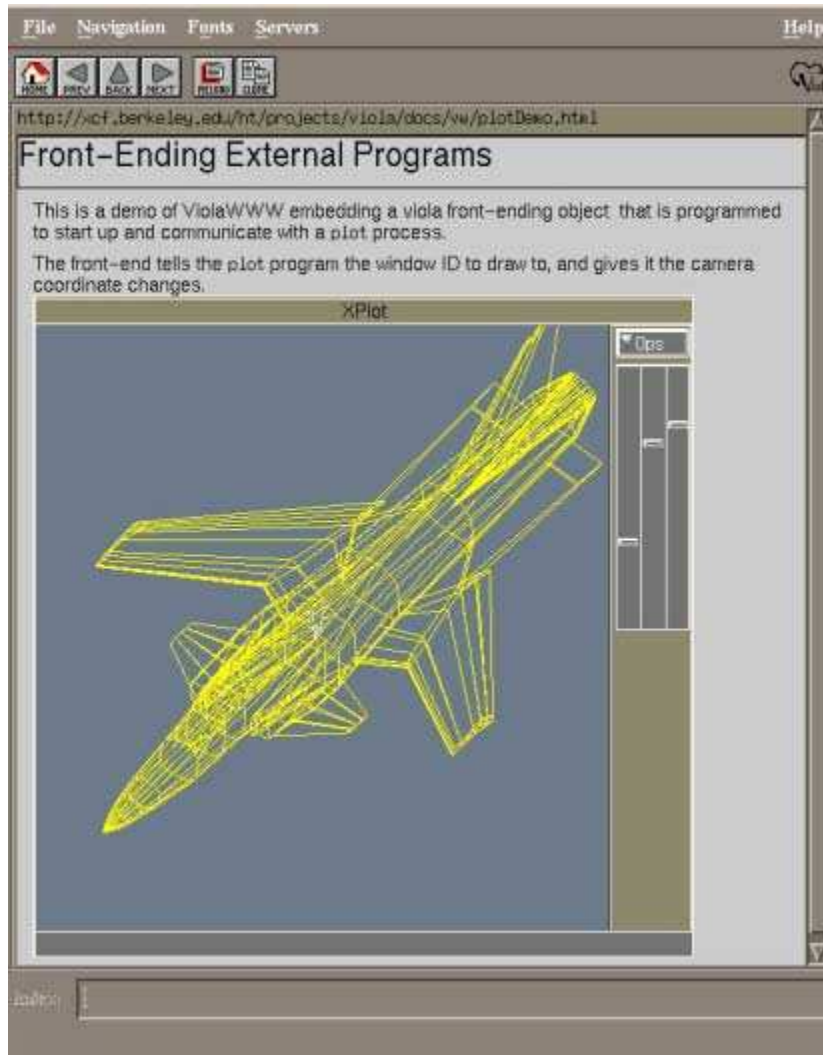 File Navigation Fonts Servers Help
HOME PREV BACK NEXT RELOAD CLONE
http://xcf.berkeley.edu/ht/projects/viola/docs/vw/plotDemo.html
Front-Ending External Programs
This is a demo of ViolaWWW embedding a viola front-ending object that is programmed
to start up and communicate with a plot process.
The front-end tells the plot program the window ID to draw to, and gives it the camera
coordinate changes.
XPlot
Ops
Index: